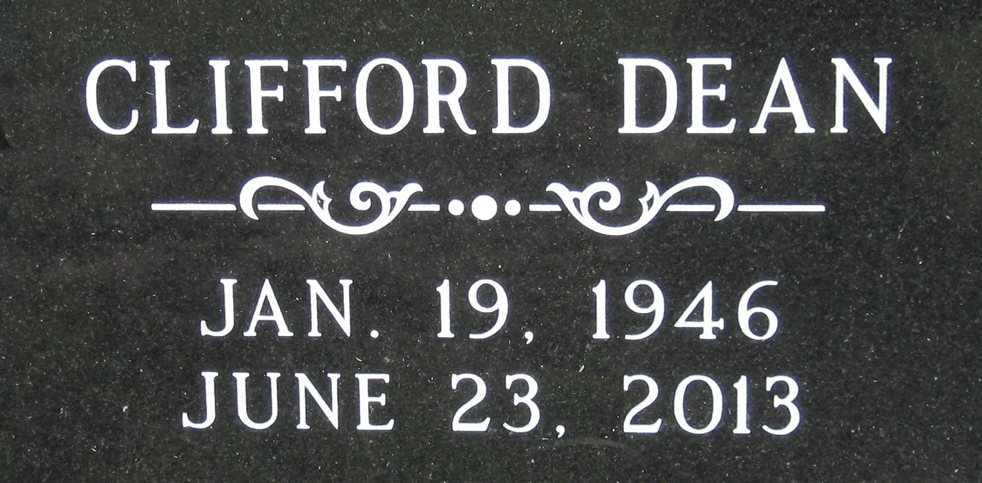 CLIFFORD DEAN
JAN. 19, 1946
JUNE 23, 2013